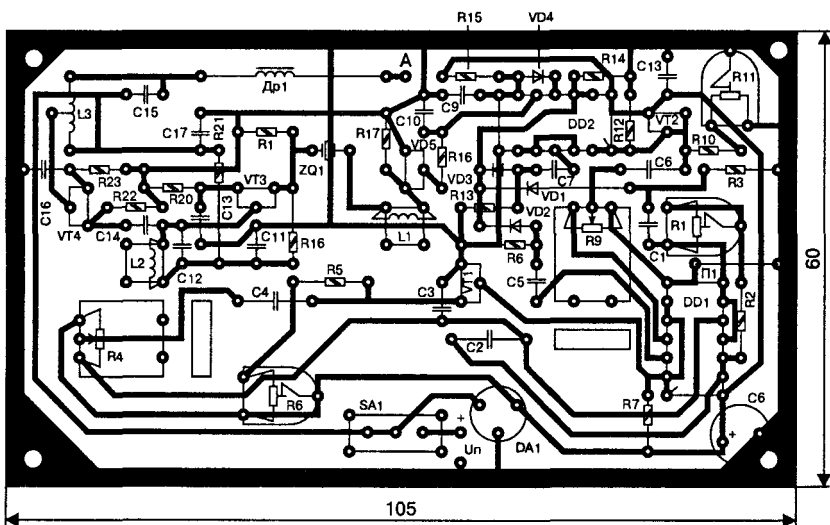 R15 VD4
A
R14
C13
Др1
C15
C9
R11
L3
C10
C17
R21
R1
R17
VD5
DD2
R12
VT2
R10
ZQ1
R16
C6
R23
VD3
C7
R3
R20
VT3
R13
VD1
C16
R22
C13
R1
VT4
C14
VD2
C11
R16
L1
R9
C1
L2
R6
П1
C12
R5
VT1
C5
DD1
C4
C3
R2
R4
C2
60
R6
R7
C6
SA1
+
Uп
DA1
+
105